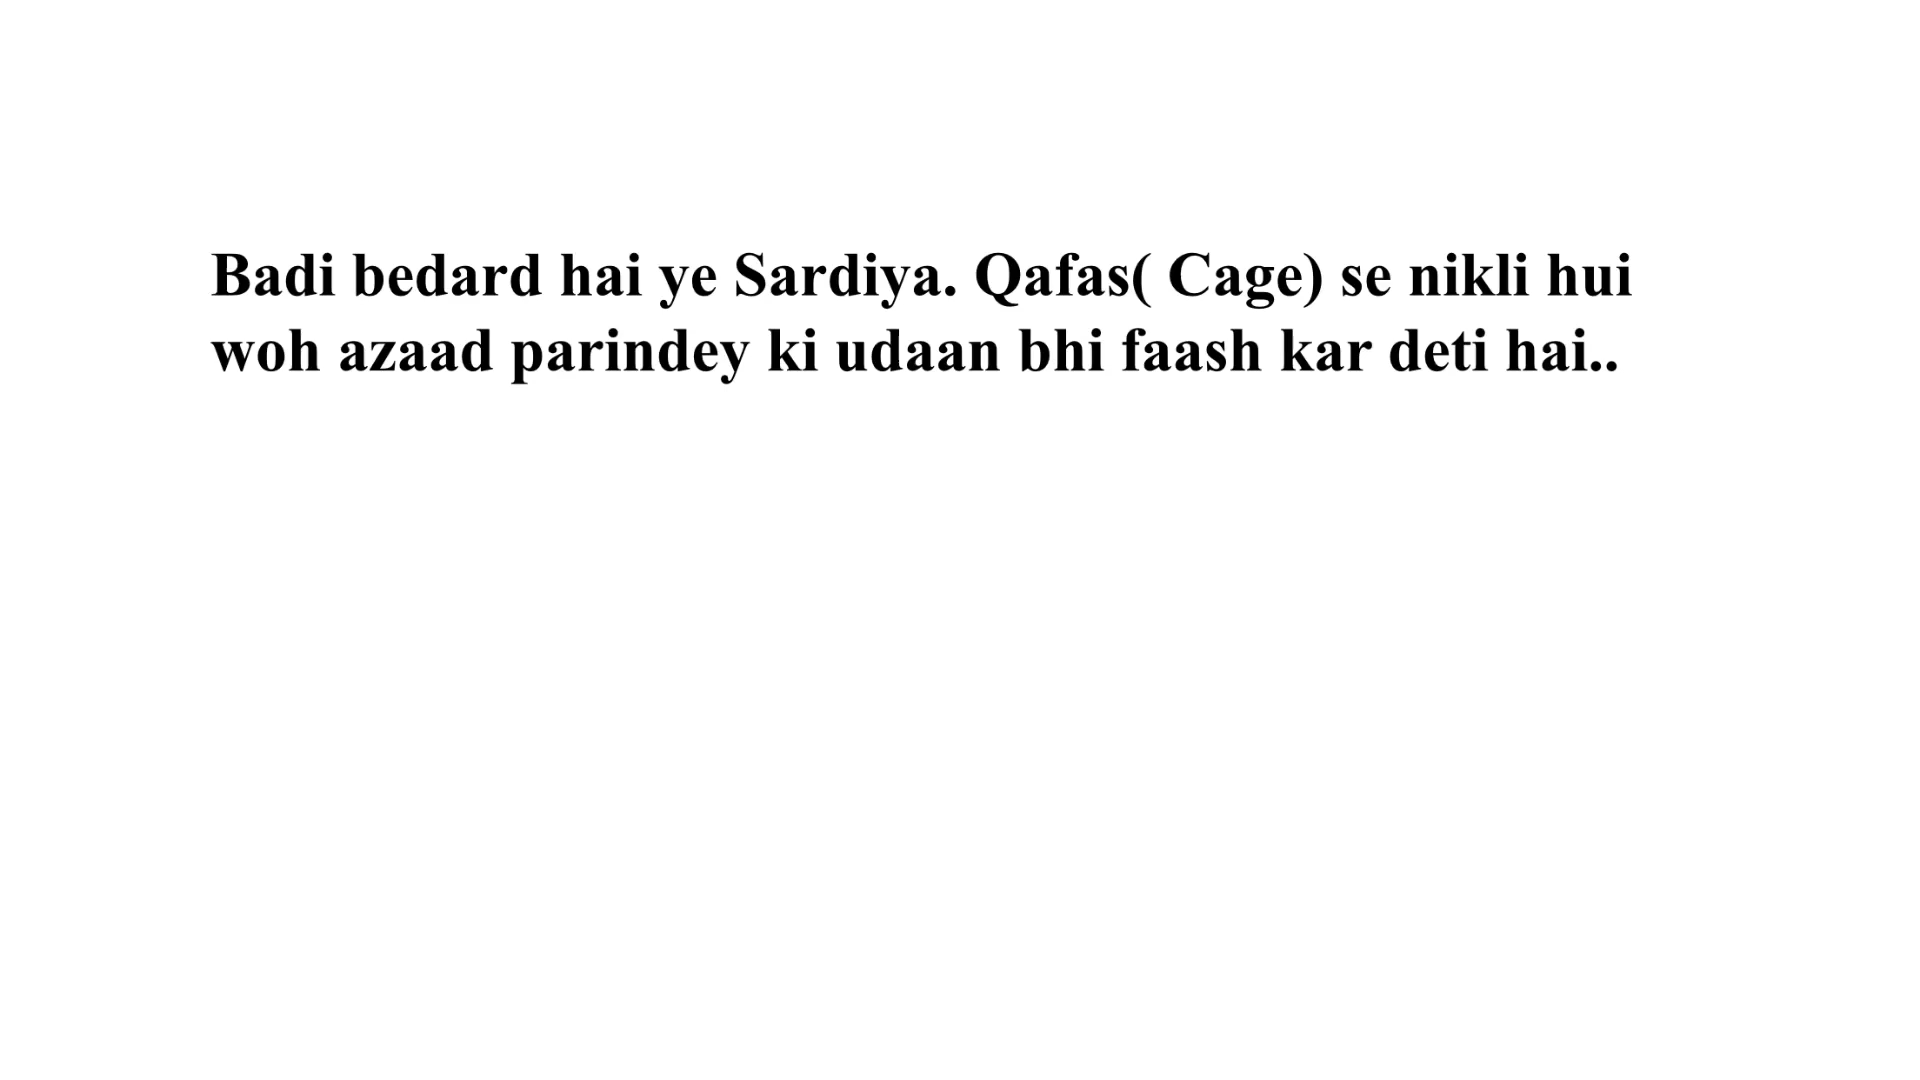 Badi bedard hai ye Sardiya. Qafas( Cage) se nikli hui
woh azaad parindey ki udaan bhi faash kar deti hai..